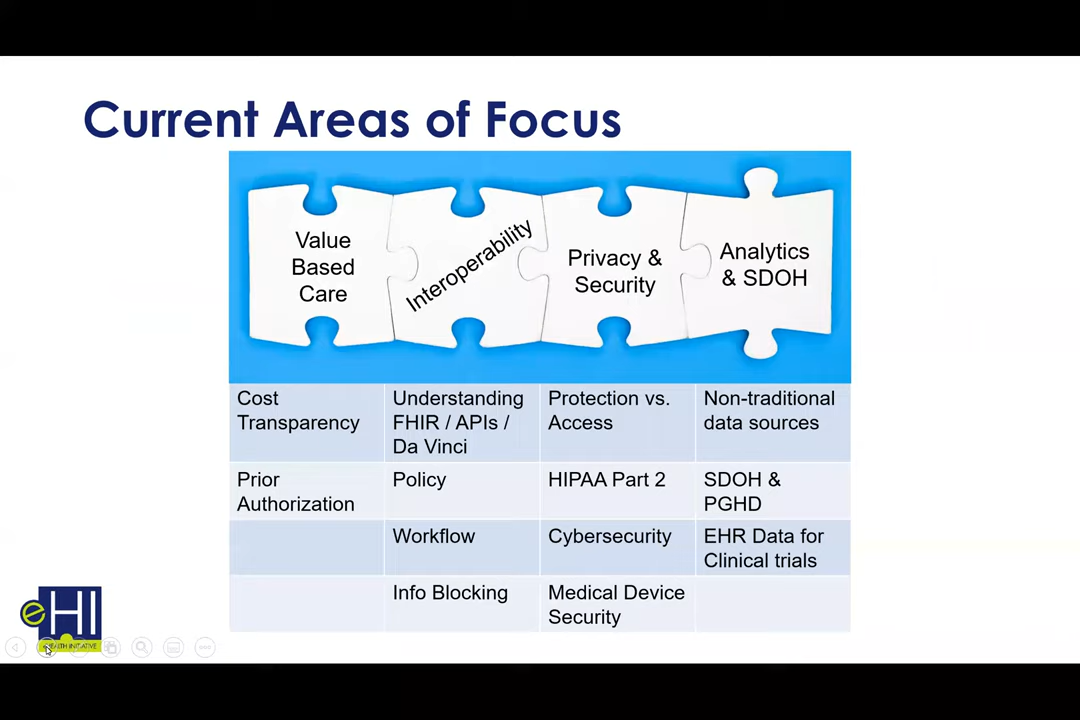 Current Areas of Focus
Value
Based
Care
Interoperability
Privacy &
Security
Analytics
& SDOH
Cost
Transparency
Understanding
FHIR / APIs /
Da Vinci
Protection vs.
Access
Non-traditional
data sources
Prior
Authorization
Policy
HIPAA Part 2
SDOH &
PGHD
Workflow
Cybersecurity
EHR Data for
Clinical trials
Info Blocking
Medical Device
Security
eHI
HEALTH INITIATIVE